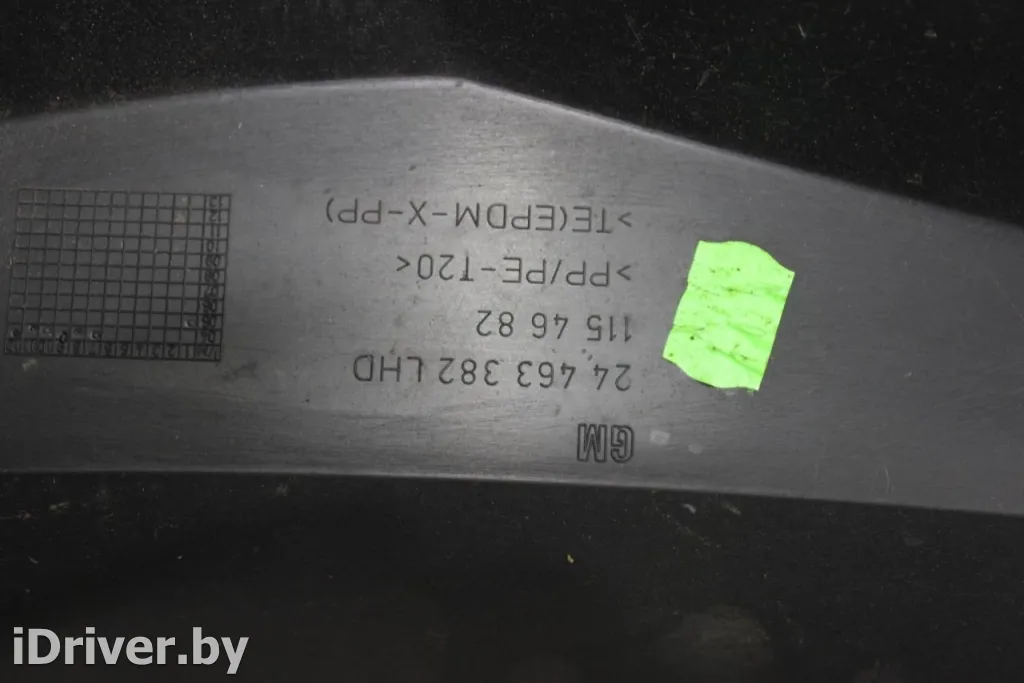 GM
24 463 382 LHD
115 46 82
>PP/PE-T20<
>TE(EPDM-X-PP)
iDriver.by